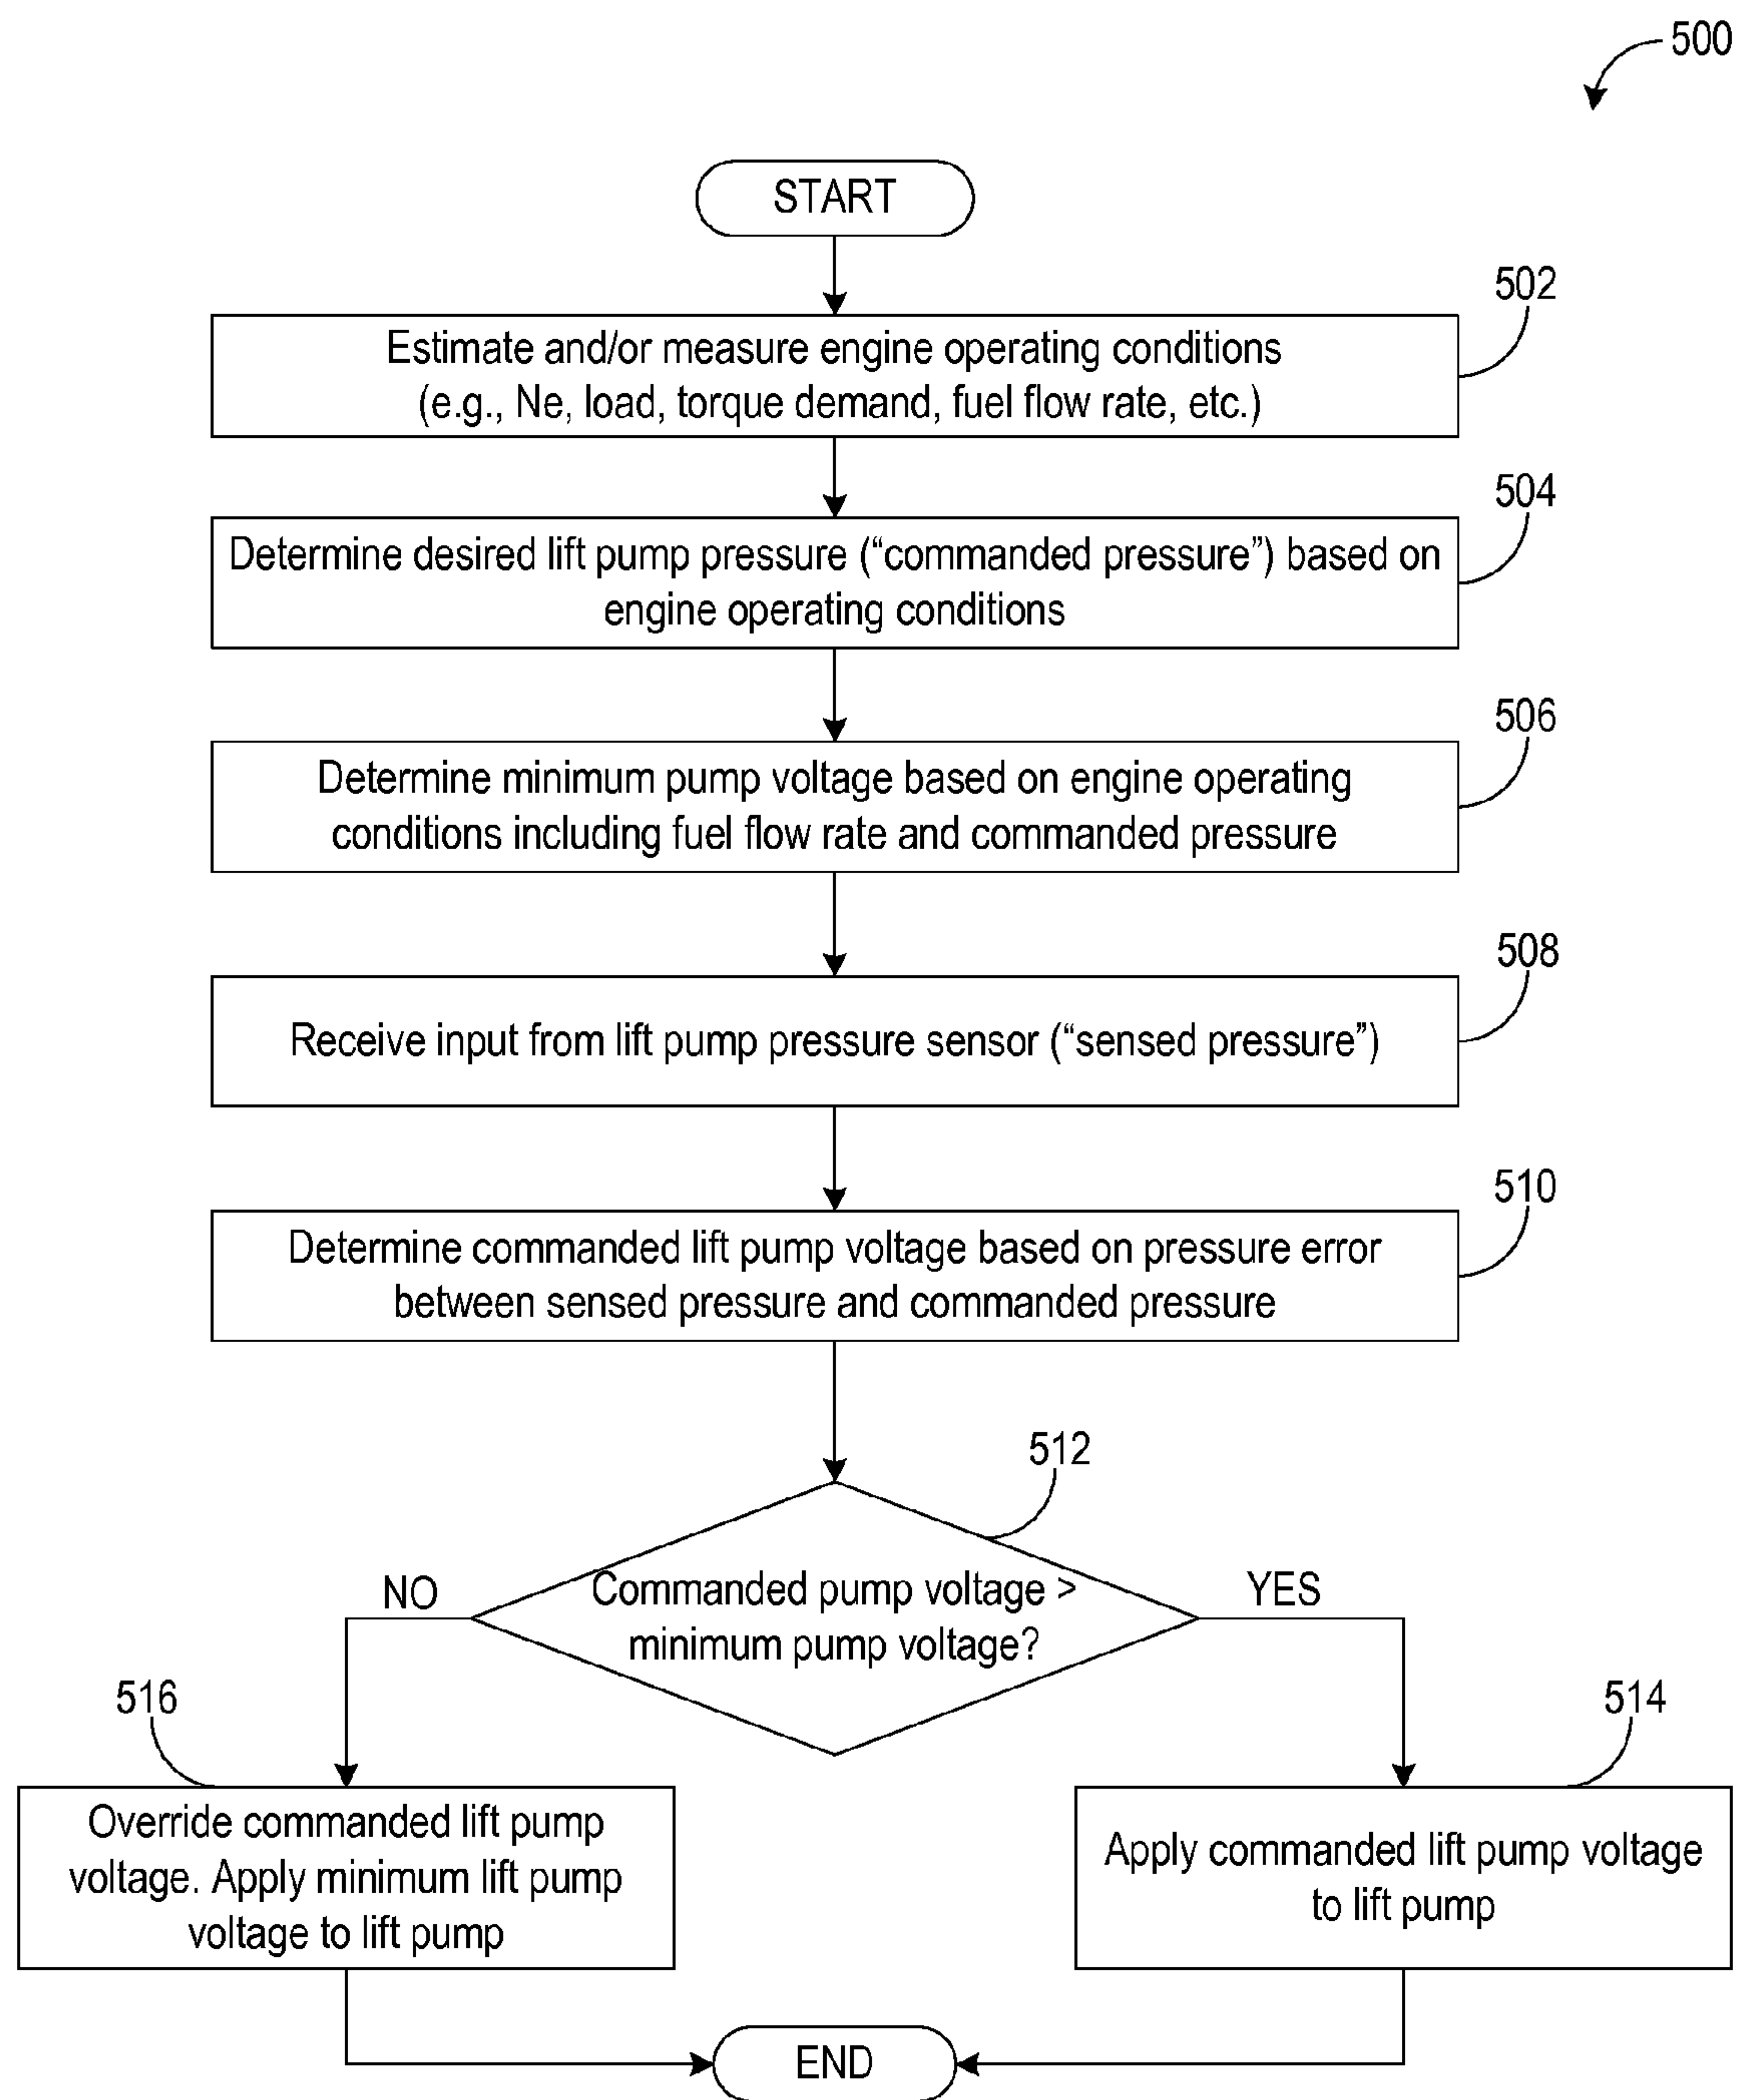 500
START
502
Estimate and/or measure engine operating conditions
(e.g., Ne, load, torque demand, fuel flow rate, etc.)
504
Determine desired lift pump pressure (“commanded pressure”) based on
engine operating conditions
506
Determine minimum pump voltage based on engine operating
conditions including fuel flow rate and commanded pressure
508
Receive input from lift pump pressure sensor (“sensed pressure”)
510
Determine commanded lift pump voltage based on pressure error
between sensed pressure and commanded pressure
512
Commanded pump voltage >
minimum pump voltage?
NO
YES
516
Override commanded lift pump
voltage. Apply minimum lift pump
voltage to lift pump
514
Apply commanded lift pump voltage
to lift pump
END